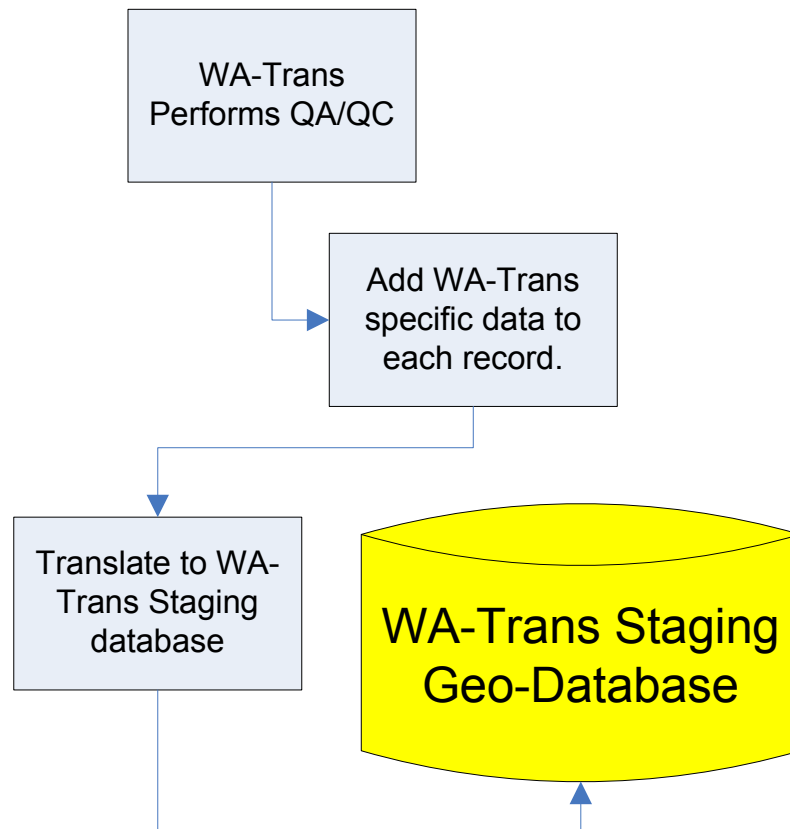 WA-Trans
Performs QA/QC
Add WA-Trans
specific data to
each record.
Translate to WA-
Trans Staging
database
WA-Trans Staging
Geo-Database